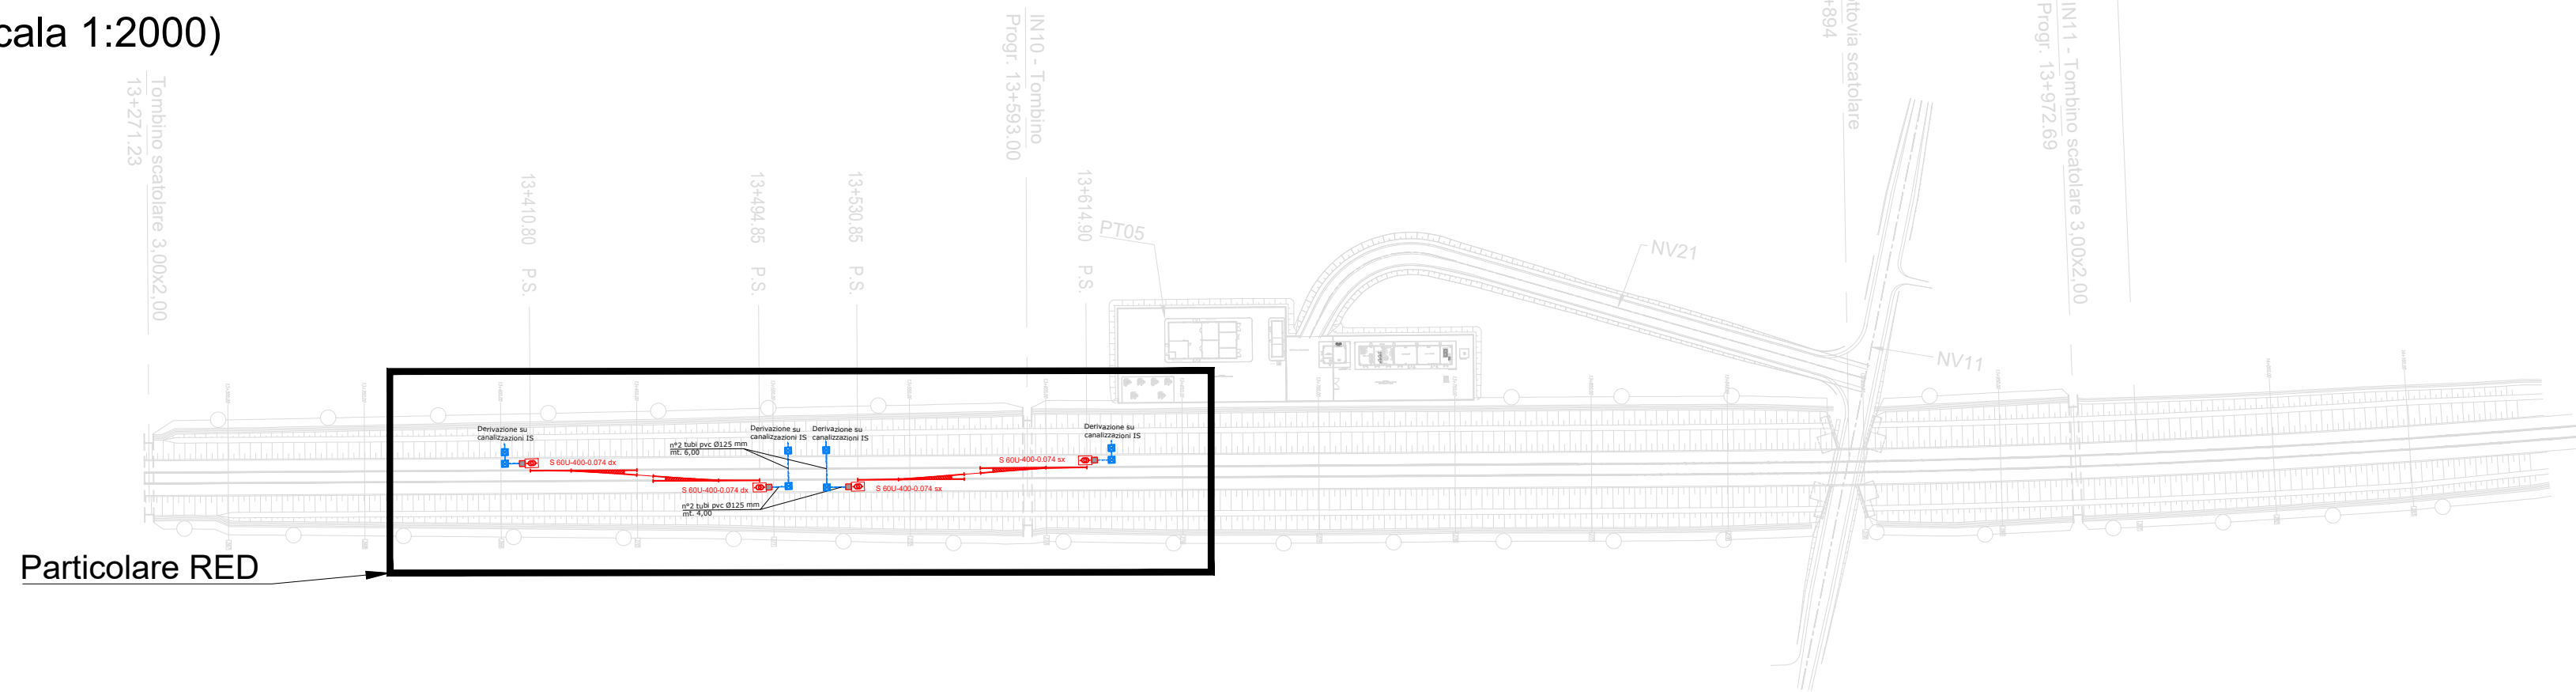 cala 1:2000)
Tombino scatolare 3,00x2,00
13+271.23
IN10 - Tombino
Progr. 13+593.00
ottovia scatolare
+894
IN11 - Tombino scatolare 3,00x2,00
Progr. 13+972.69
13+410.80 P.S.
13+494.85 P.S.
13+530.85 P.S.
13+614.90 P.S.
PT05
NV21
NV11
Derivazione su
canalizzazioni IS
Derivazione su
canalizzazioni IS
Derivazione su
canalizzazioni IS
Derivazione su
canalizzazioni IS
n°2 tubi pvc Ø125 mm
mt. 6,00
S 60U-400-0.074 dx
S 60U-400-0.074 sx
S 60U-400-0.074 dx
S 60U-400-0.074 sx
n°2 tubi pvc Ø125 mm
mt. 4,00
Particolare RED